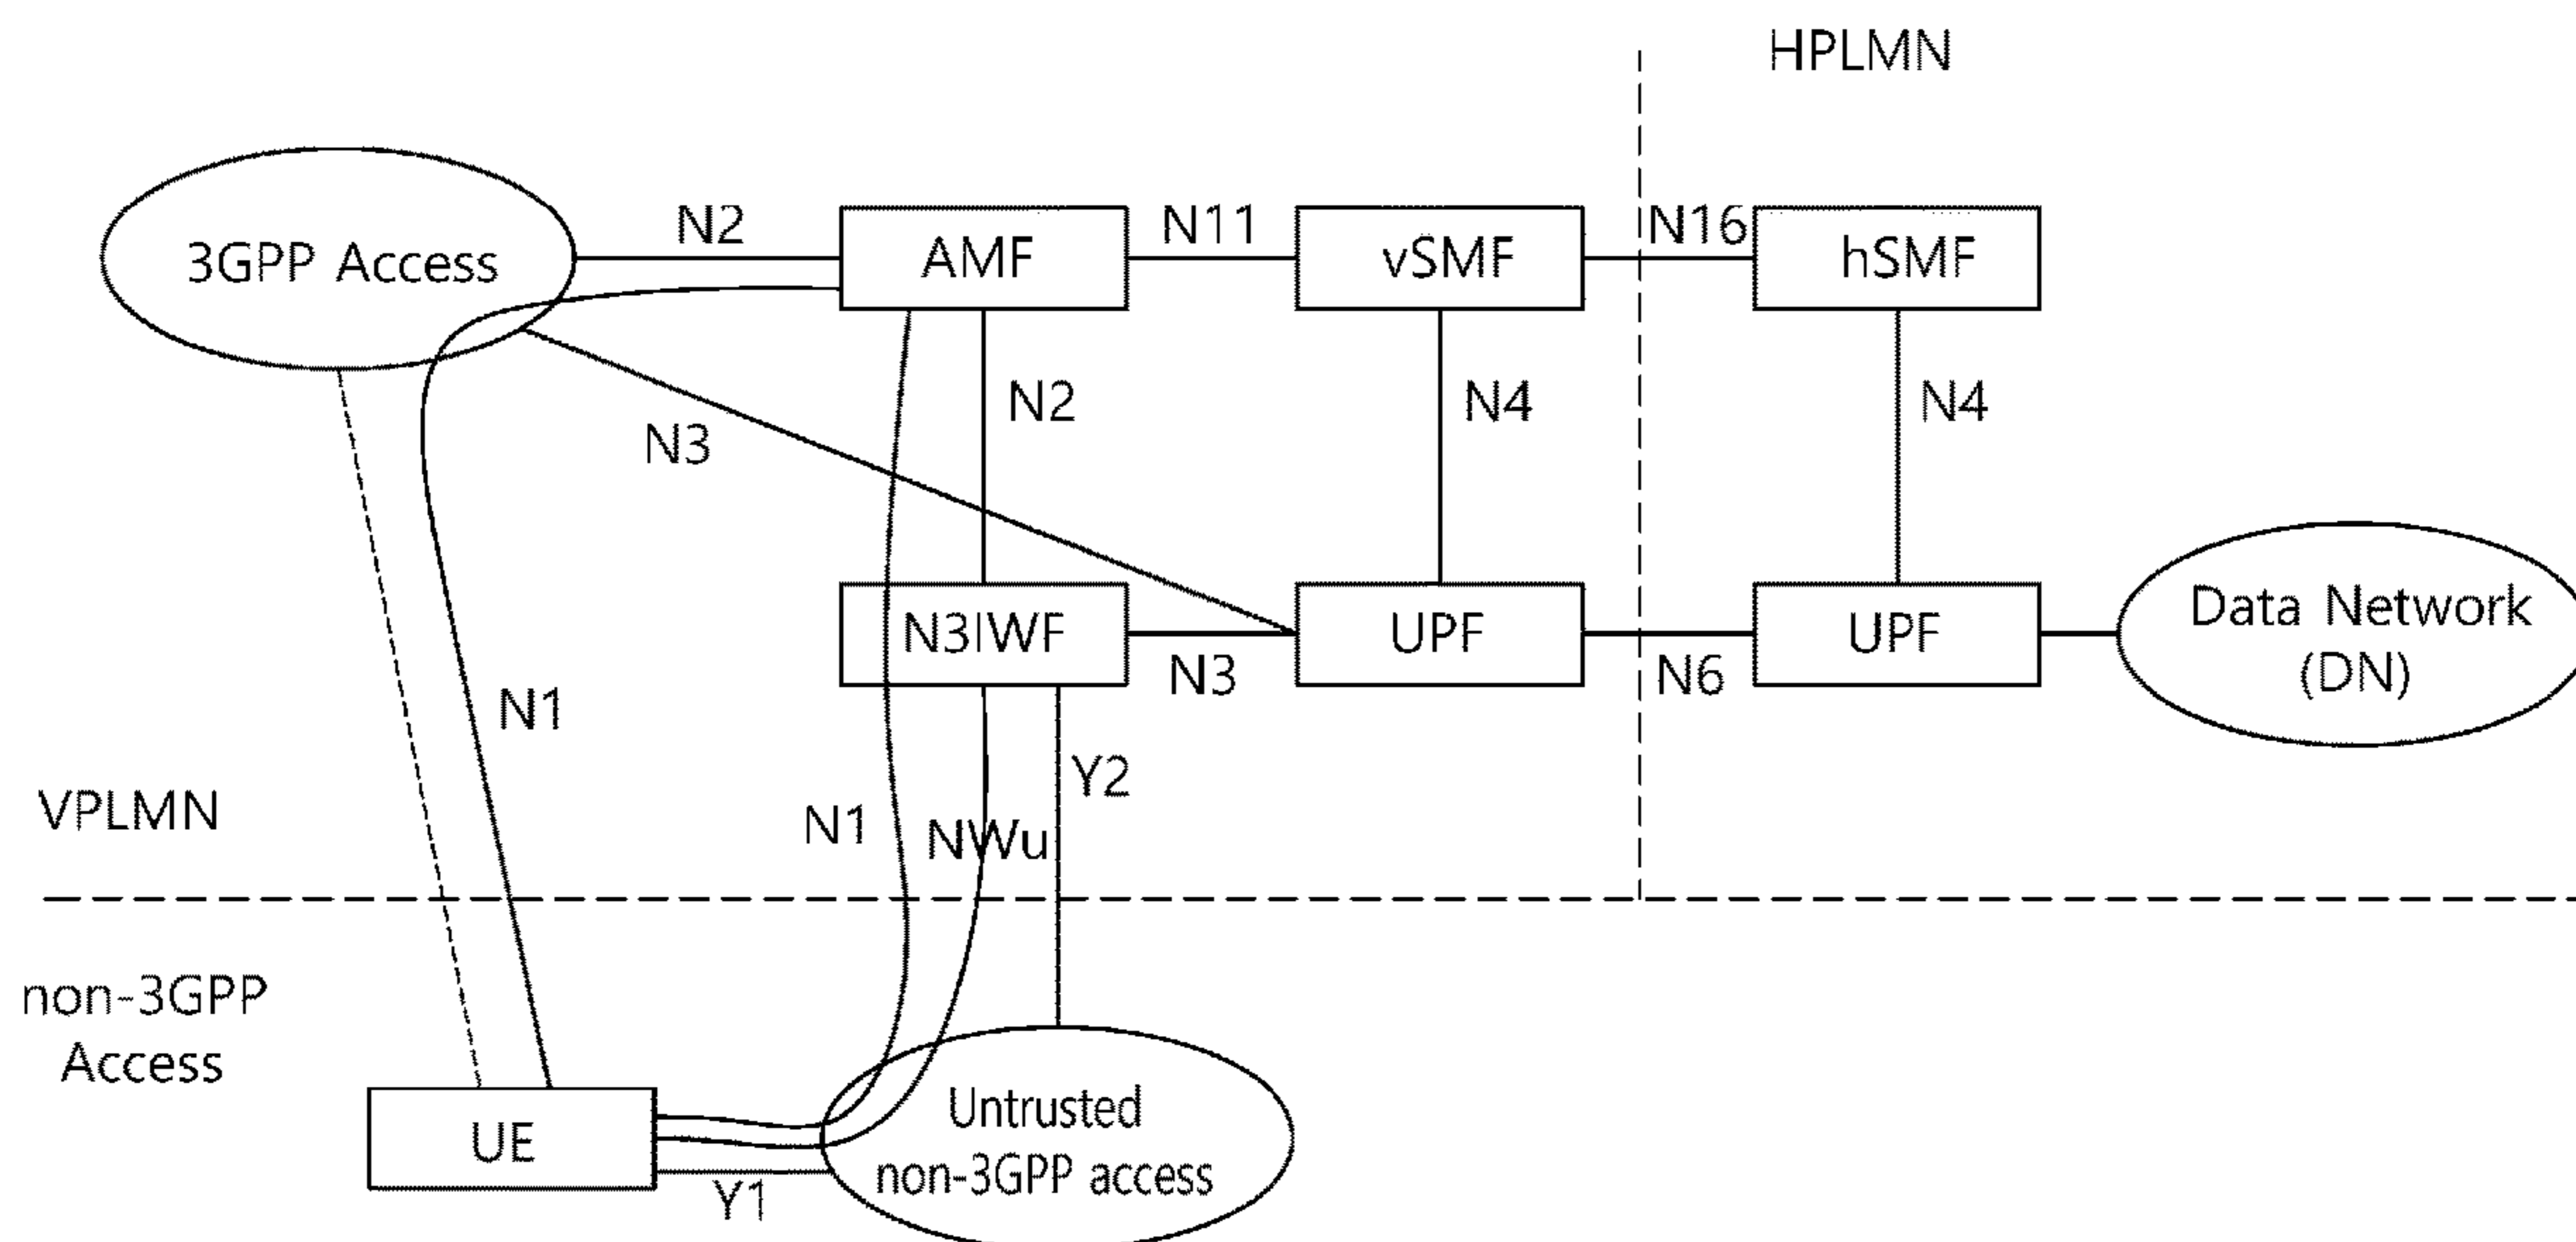 HPLMN
3GPP Access
N2
AMF
N11
vSMF
N16
hSMF
N3
N2
N4
N4
N1
N3IWF
N3
UPF
N6
UPF
Data Network
(DN)
VPLMN
N1
NWu
Y2
non-3GPP
Access
UE
Y1
Untrusted
non-3GPP access